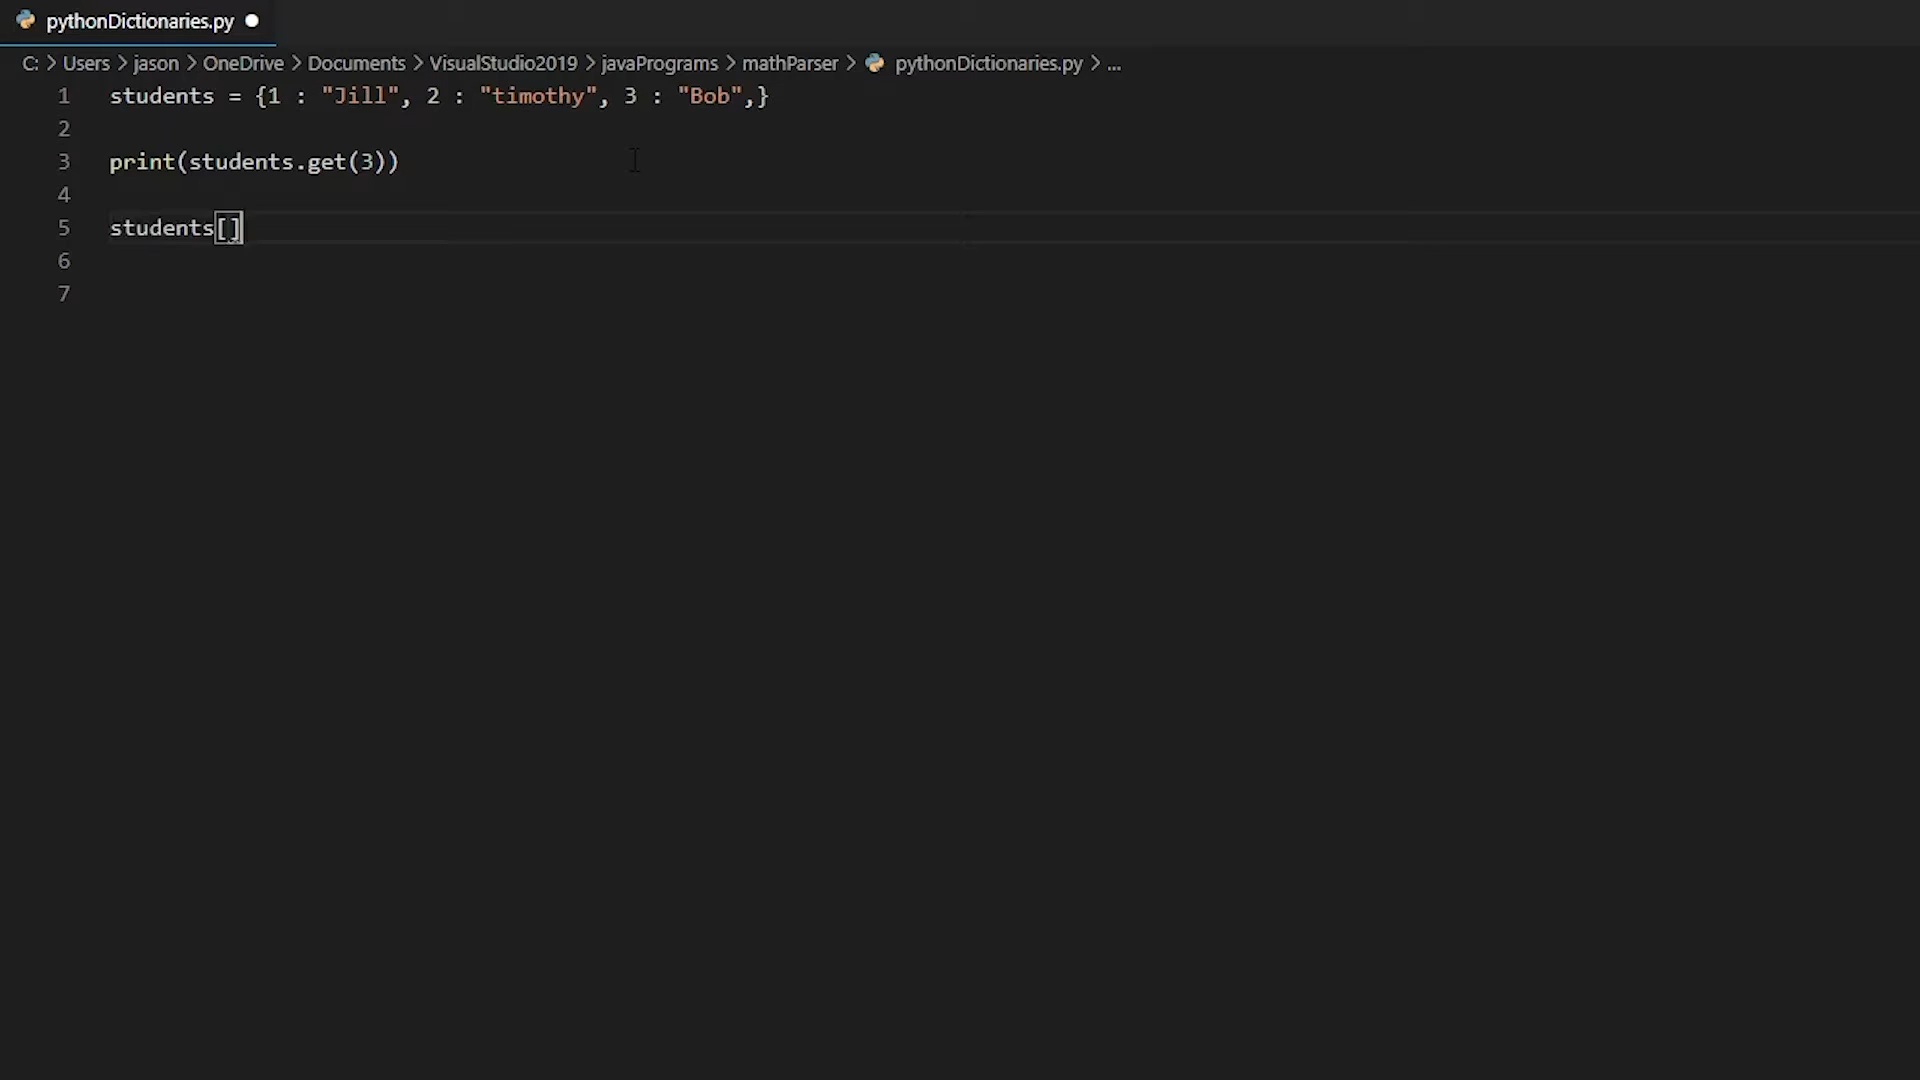 pythonDictionaries.py
C: > Users > jason > OneDrive > Documents > VisualStudio2019 > javaPrograms > mathParser > pythonDictionaries.py > ...
1 students = {1 : "Jill", 2 : "timothy", 3 : "Bob",}
2
3 print(students.get(3))
4
5 students[]
6
7